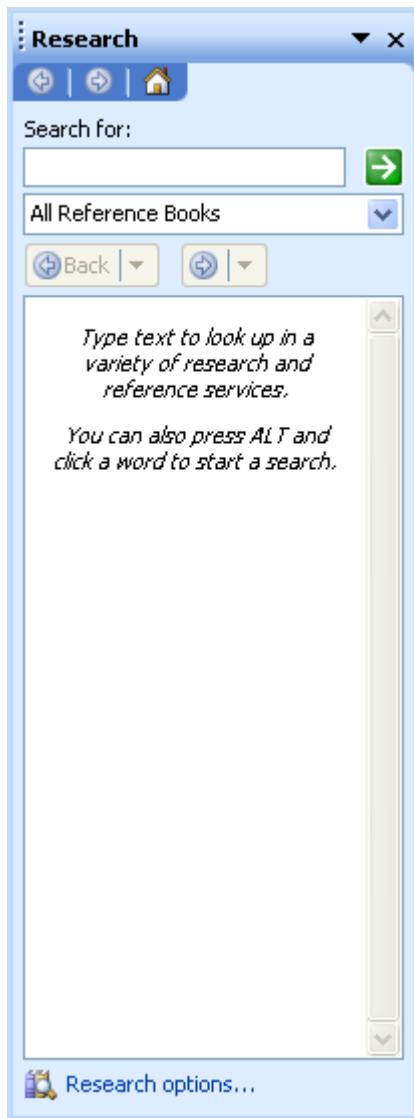 Research
Search for:
All Reference Books
Back
Type text to look up in a
variety of research and
reference services.
You can also press ALT and
click a word to start a search.
Research options...